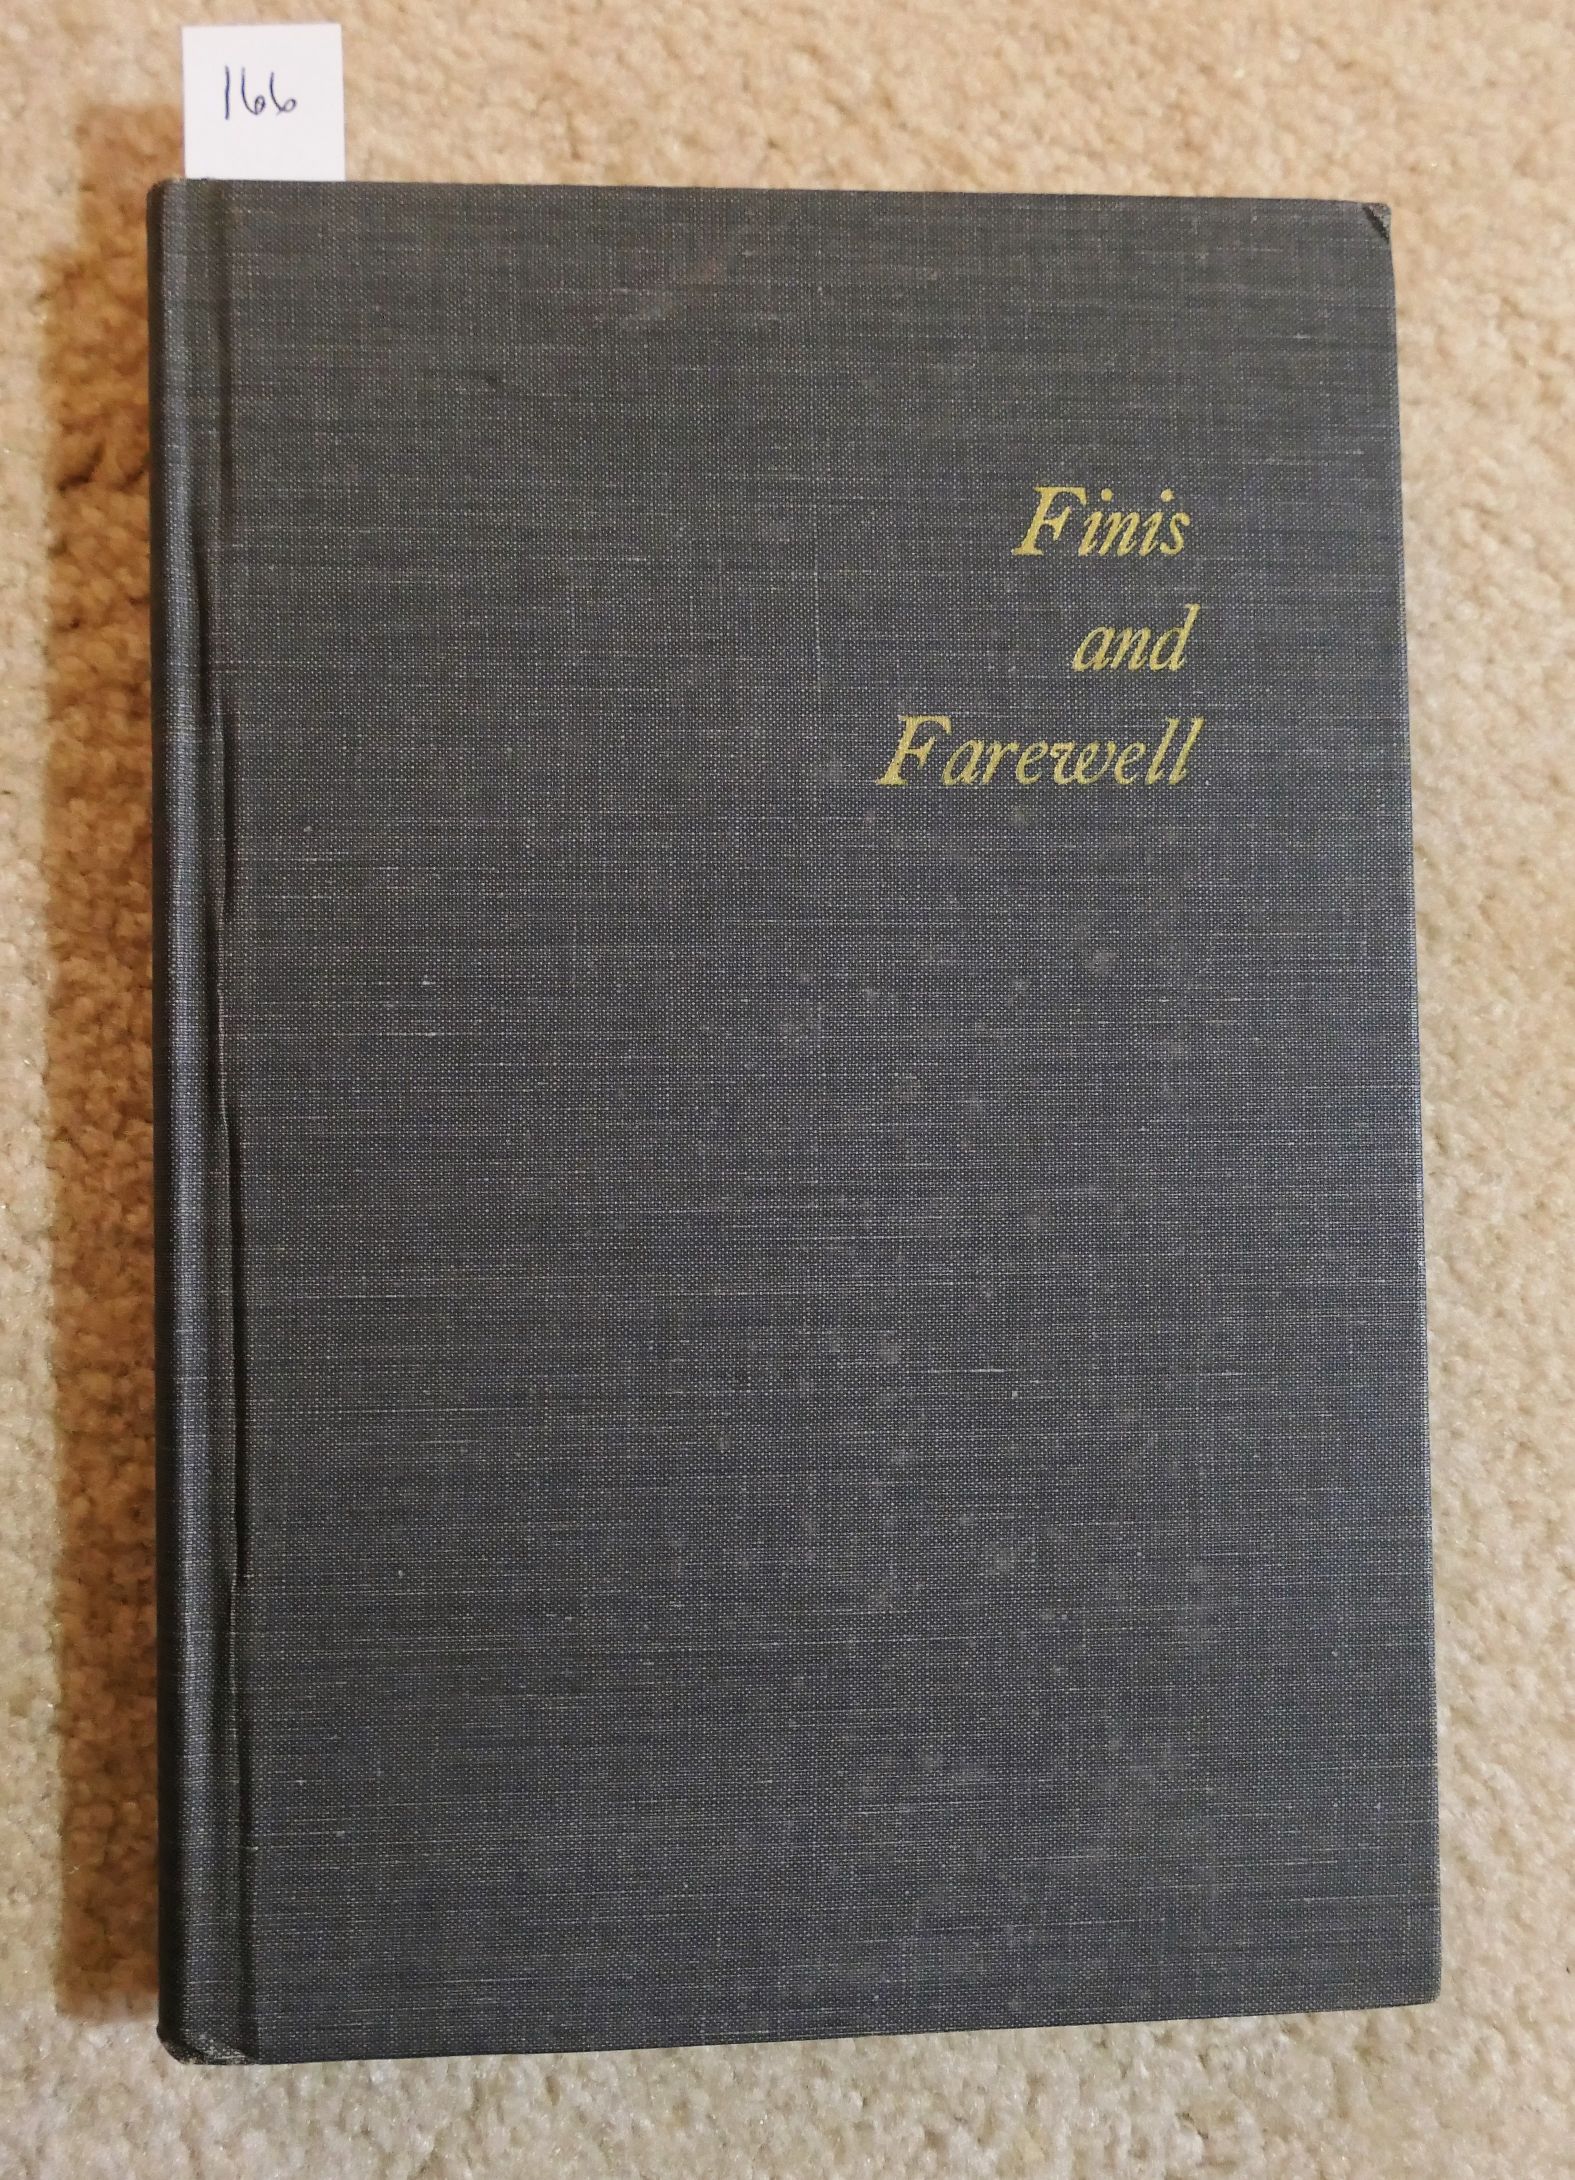 166
Finis
and
Farewell